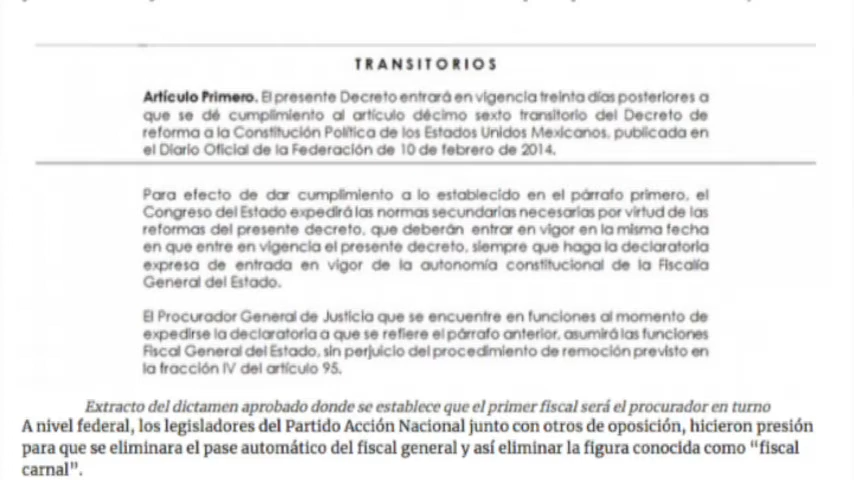 TRANSITORIOS
Artículo Primero. El presente Decreto entrará en vigencia treinta días posteriores a
que se dé cumplimiento al artículo décimo sexto transitorio del Decreto de
reforma a la Constitución Política de los Estados Unidos Mexicanos, publicada en
el Diario Oficial de la Federación de 10 de febrero de 2014.
Para efecto de dar cumplimiento a lo establecido en el párrafo primero, el
Congreso del Estado expedirá las normas secundarias necesarias por virtud de las
reformas del presente decreto, que deberán entrar en vigor en la misma fecha
en que entre en vigencia el presente decreto, siempre que haga la declaratoria
expresa de entrada en vigor de la autonomía constitucional de la Fiscalía
General del Estado.
El Procurador General de Justicia que se encuentre en funciones al momento de
expedirse la declaratoria a que se refiere el párrafo anterior, asumirá las funciones
Fiscal General del Estado, sin perjuicio del procedimiento de remoción previsto en
la fracción IV del artículo 95.
Extracto del dictamen aprobado donde se establece que el primer fiscal será el procurador en turno
A nivel federal, los legisladores del Partido Acción Nacional junto con otros de oposición, hicieron presión
para que se eliminara el pase automático del fiscal general y así eliminar la figura conocida como "fiscal
carnal".